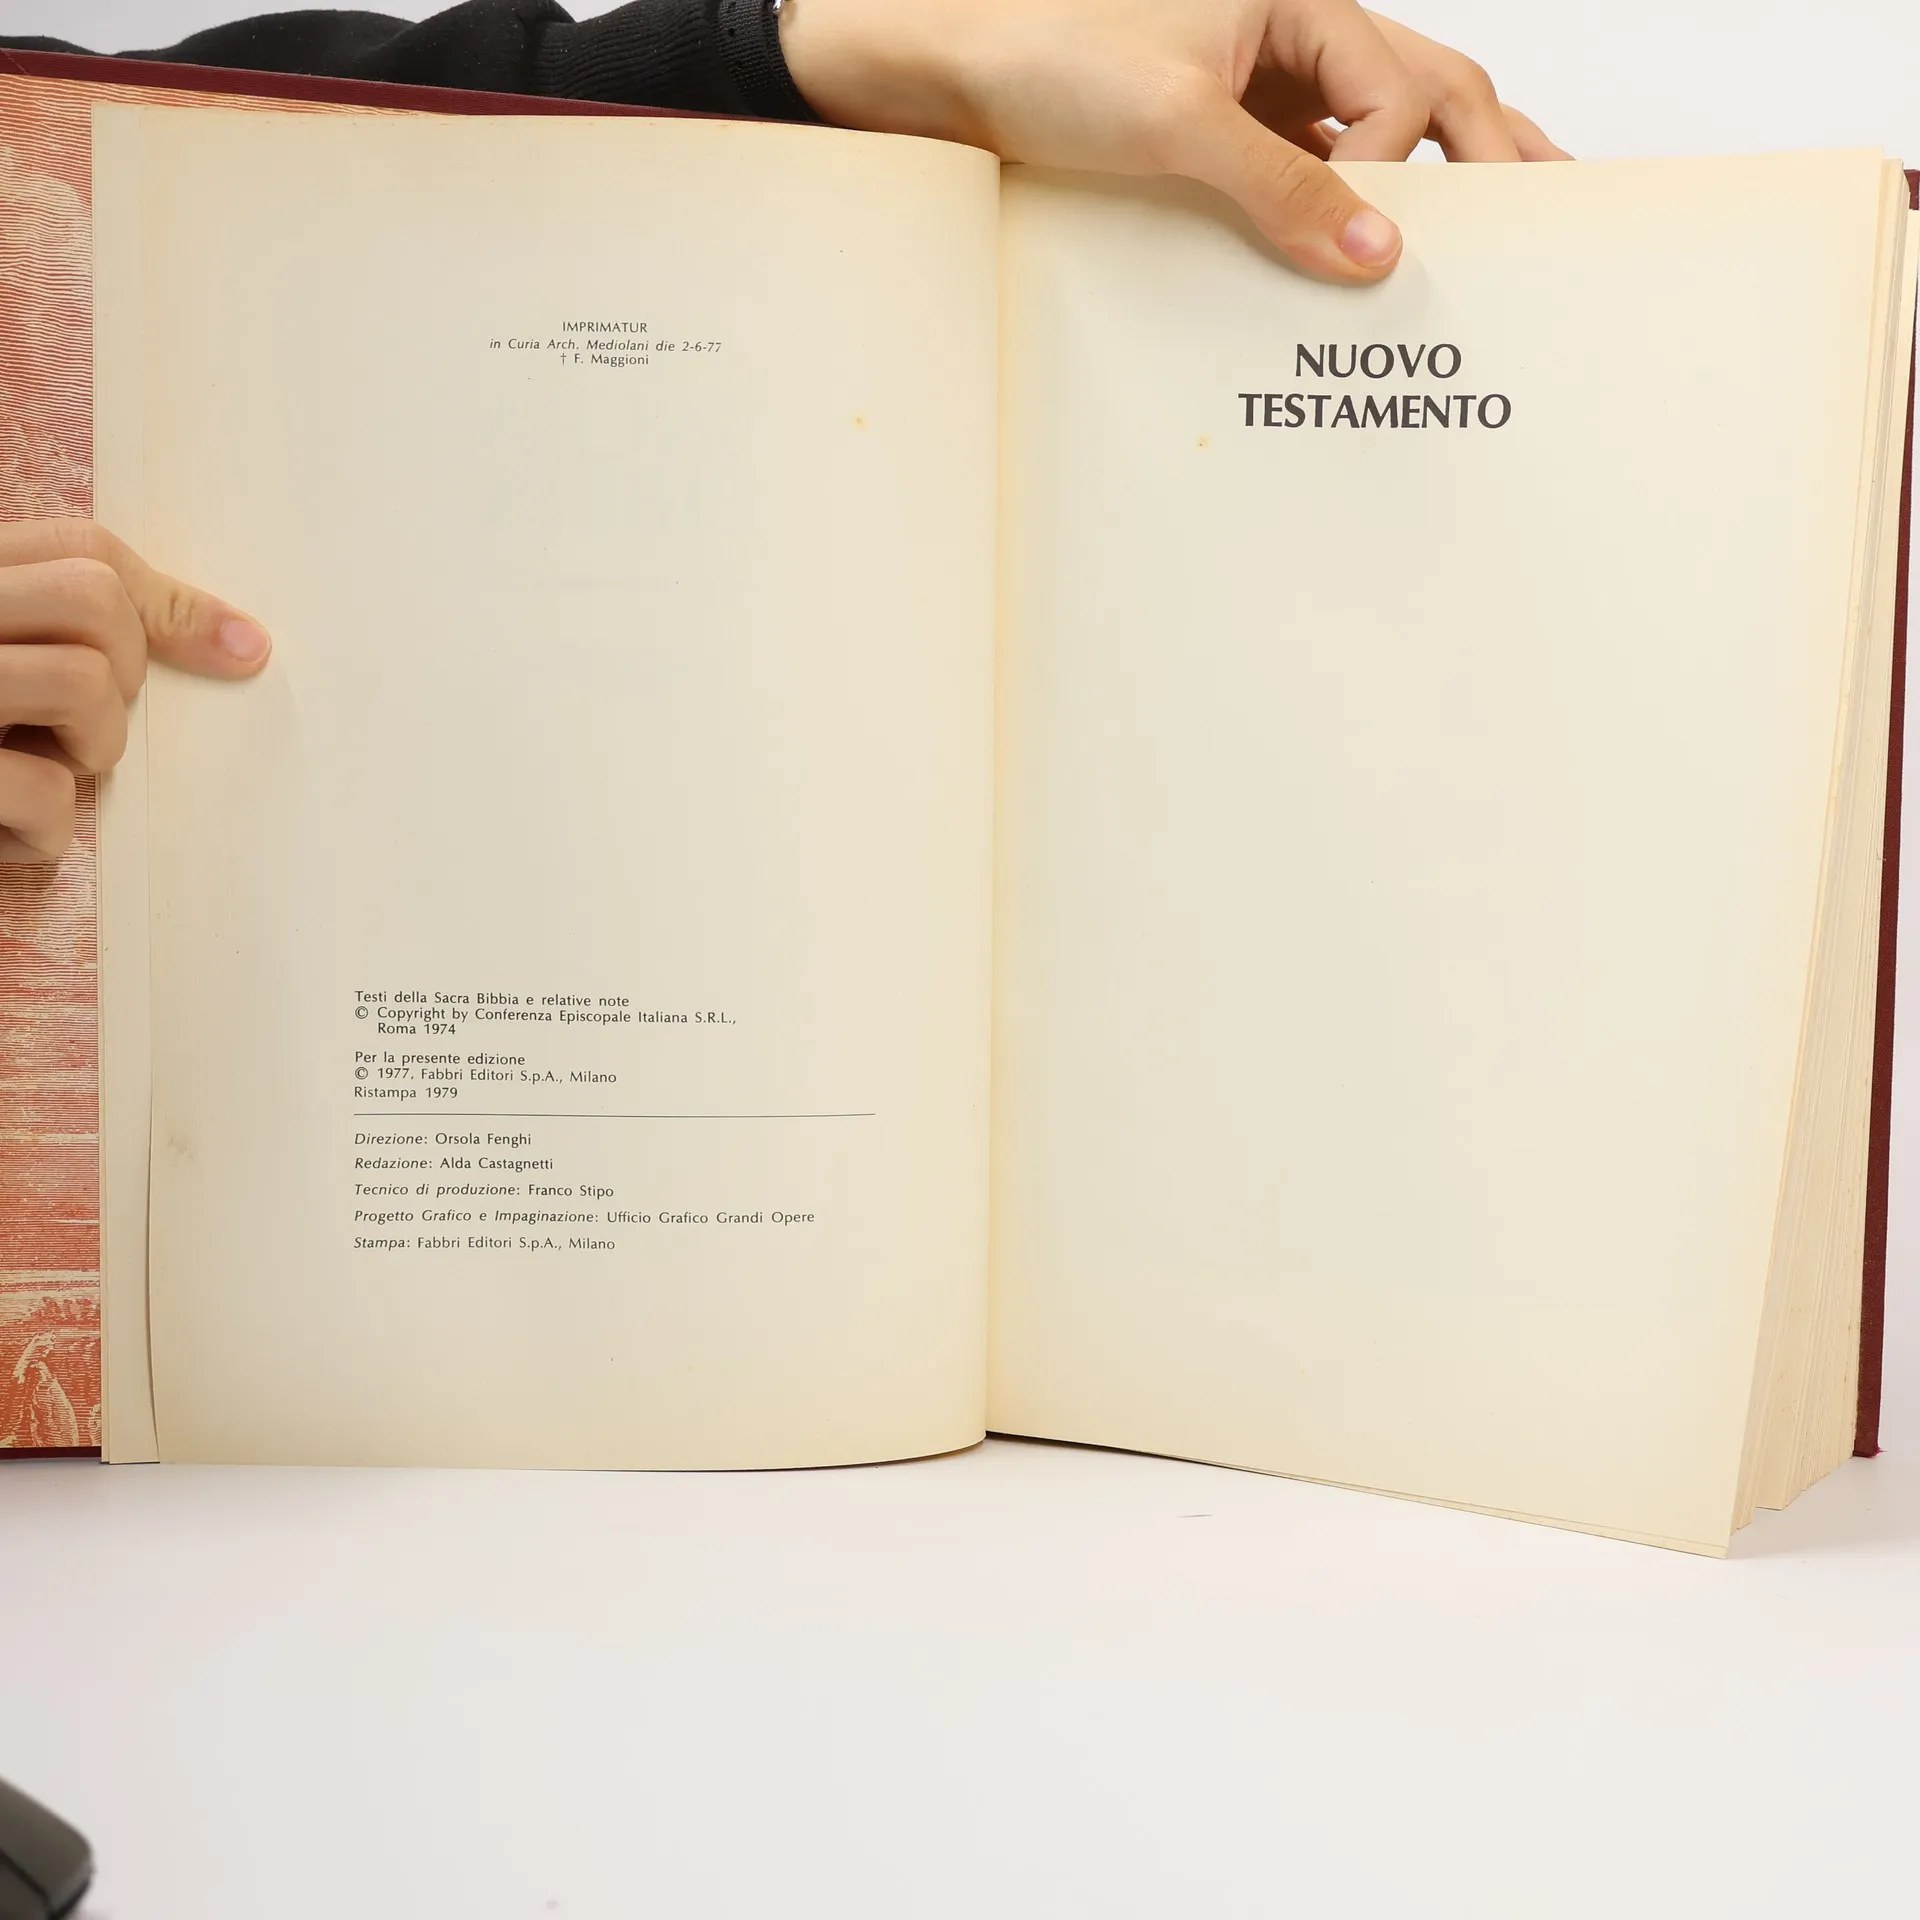 IMPRIMATUR
in Curia Arch. Mediolani die 2-6-77
† F. Maggioni
Testi della Sacra Bibbia e relative note
© Copyright by Conferenza Episcopale Italiana S.R.L.,
Roma 1974
Per la presente edizione
© 1977, Fabbri Editori S.p.A., Milano
Ristampa 1979
Direzione: Orsola Fenghi
Redazione: Alda Castagnetti
Tecnico di produzione: Franco Stipo
Progetto Grafico e Impaginazione: Ufficio Grafico Grandi Opere
Stampa: Fabbri Editori S.p.A., Milano
NUOVO
TESTAMENTO